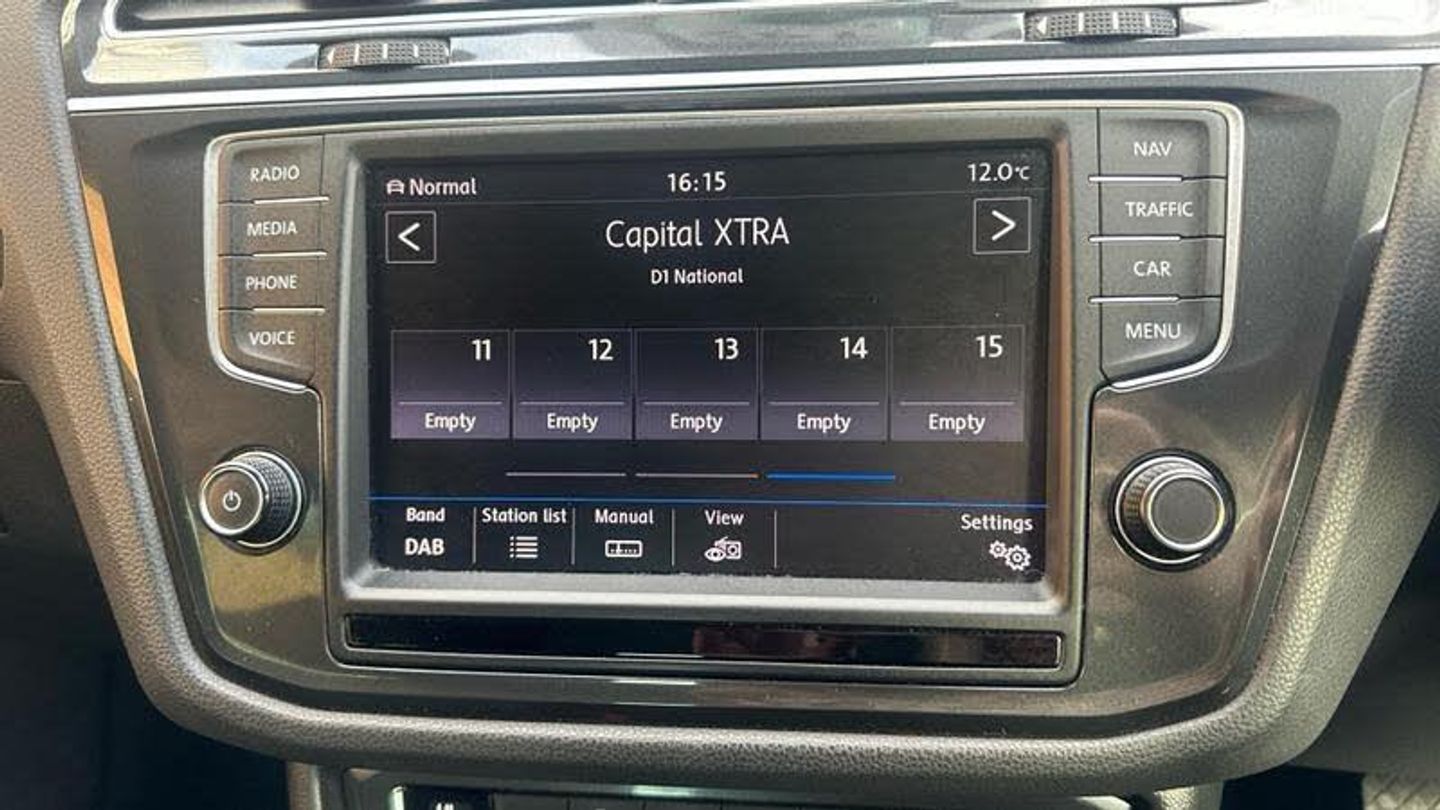 RADIO
MEDIA
PHONE
VOICE
Normal
16:15
12.0°C
<
Capital XTRA
>
D1 National
11
12
13
14
15
Empty
Empty
Empty
Empty
Empty
Band
DAB
Station list
Manual
View
Settings
NAV
TRAFFIC
CAR
MENU